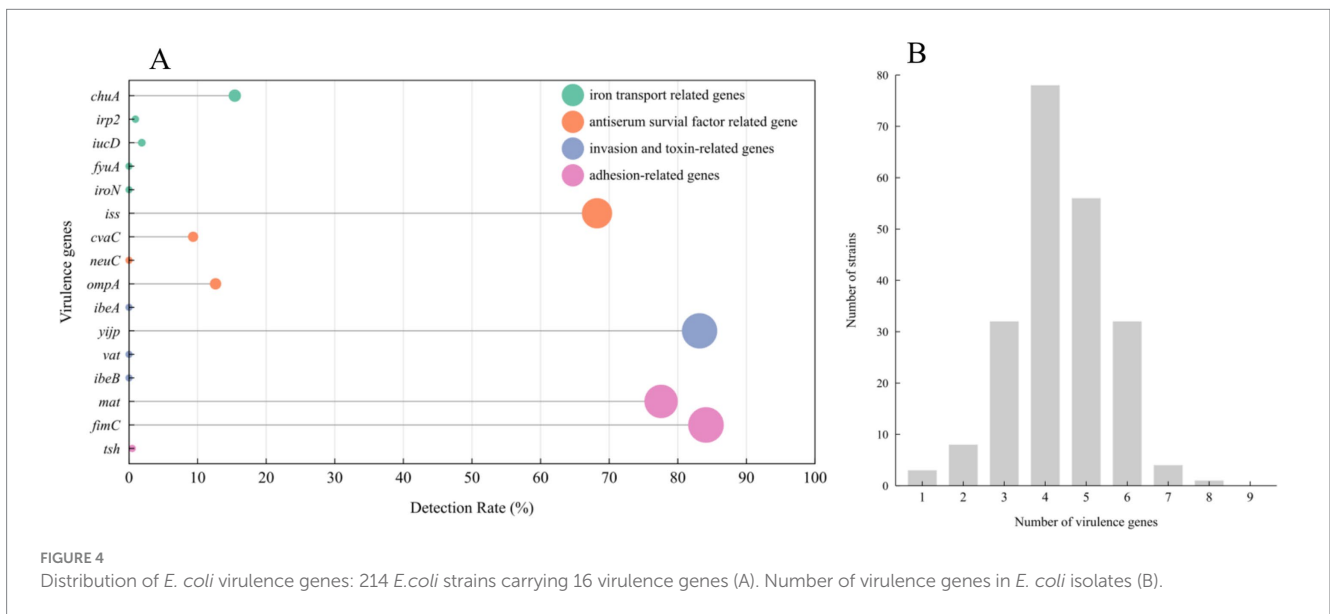 A
chuA
irp2
iucD
fyuA
iroN
iss
cvaC
neuC
ompA
ibeA
yijp
vat
ibeB
mat
fimC
tsh
Virulence genes
0 10 20 30 40 50 60 70 80 90 100
Detection Rate (%)
iron transport related genes
antiserum survial factor related gene
invasion and toxin-related genes
adhesion-related genes
B
80
70
60
50
40
30
20
10
0
Number of strains
1 2 3 4 5 6 7 8 9
Number of virulence genes
FIGURE 4
Distribution of E. coli virulence genes: 214 E.coli strains carrying 16 virulence genes (A). Number of virulence genes in E. coli isolates (B).